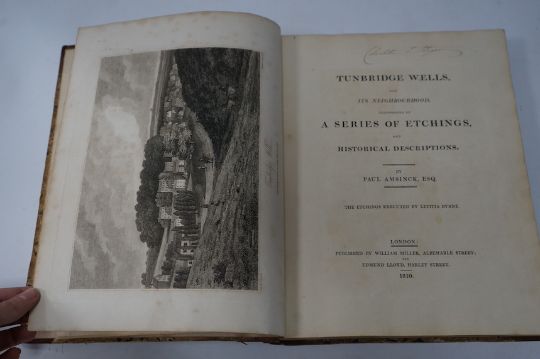 TUNBRIDGE WELLS,
AND
ITS NEIGHBOURHOOD,
ILLUSTRATED BY
A SERIES OF ETCHINGS,
AND
HISTORICAL DESCRIPTIONS,
BY
PAUL AMSINCK, ESQ.
THE ETCHINGS EXECUTED BY LETITIA BYRNE.
LONDON:
PUBLISHED BY WILLIAM MILLER, ALBEMARLE STREET;
AND
EDMUND LLOYD, HARLEY STREET.
1810.